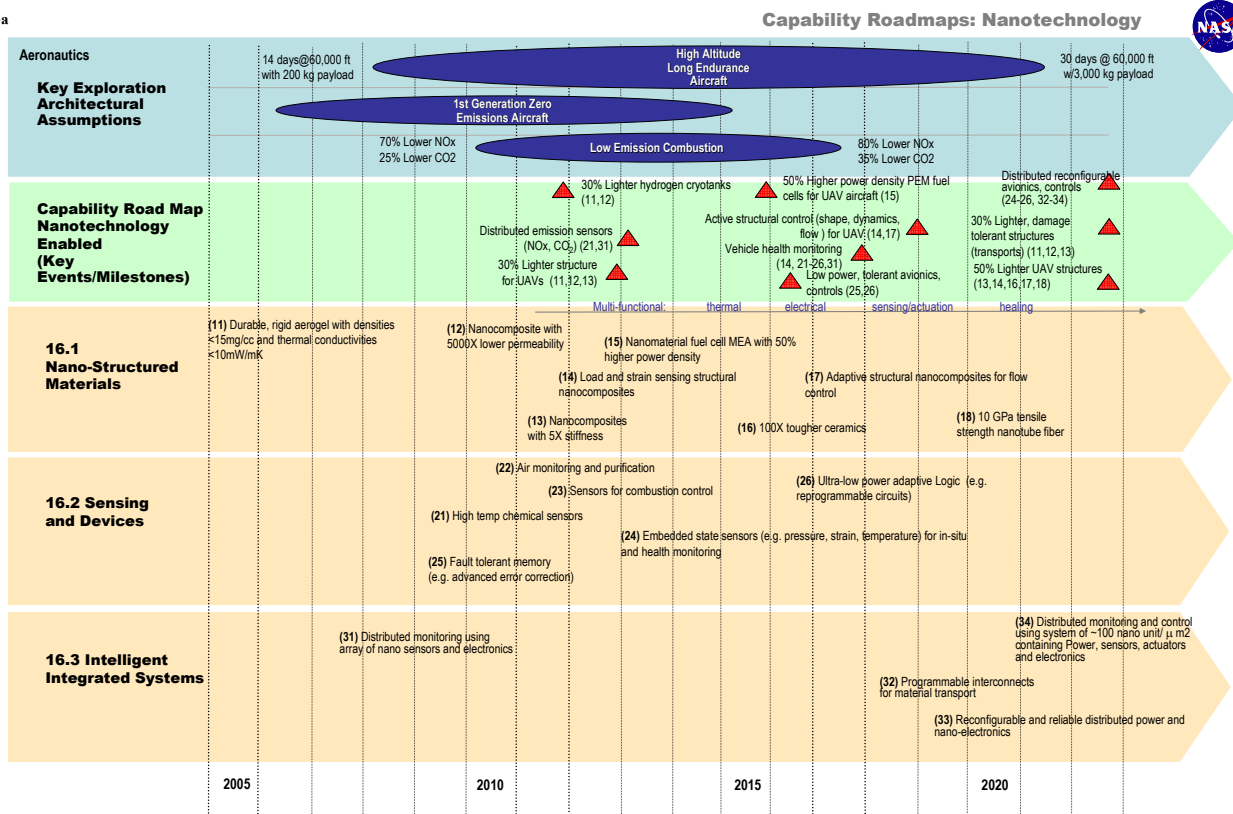 a
Capability Roadmaps: Nanotechnology
NASA
Aeronautics
Key Exploration
Architectural
Assumptions
14 days@60,000 ft
with 200 kg payload
High Altitude
Long Endurance
Aircraft
30 days @ 60,000 ft
w/3,000 kg payload
1st Generation Zero
Emissions Aircraft
70% Lower NOx
25% Lower CO2
Low Emission Combustion
80% Lower NOx
35% Lower CO2
Capability Road Map
Nanotechnology
Enabled
(Key
Events/Milestones)
30% Lighter hydrogen cryotanks
(11,12)
50% Higher power density PEM fuel
cells for UAV aircraft (15)
Distributed reconfigurable
avionics, controls
(24-26, 32-34)
Distributed emission sensors
(NOx, CO2) (21,31)
Active structural control (shape, dynamics,
flow ) for UAV (14,17)
30% Lighter, damage
tolerant structures
(transports) (11,12,13)
30% Lighter structure
for UAVs (11,12,13)
Vehicle health monitoring
(14, 21-26,31)
Low power, tolerant avionics,
controls (25,26)
50% Lighter UAV structures
(13,14,16,17,18)
Multi-functional: thermal electrical sensing/actuation healing
16.1
Nano-Structured
Materials
(11) Durable, rigid aerogel with densities
<15mg/cc and thermal conductivities
<10mW/mK
(12) Nanocomposite with
5000X lower permeability
(15) Nanomaterial fuel cell MEA with 50%
higher power density
(14) Load and strain sensing structural
nanocomposites
(17) Adaptive structural nanocomposites for flow
control
(13) Nanocomposites
with 5X stiffness
(16) 100X tougher ceramics
(18) 10 GPa tensile
strength nanotube fiber
16.2 Sensing
and Devices
(22) Air monitoring and purification
(23) Sensors for combustion control
(26) Ultra-low power adaptive Logic (e.g.
reprogrammable circuits)
(21) High temp chemical sensors
(24) Embedded state sensors (e.g. pressure, strain, temperature) for in-situ
and health monitoring
(25) Fault tolerant memory
(e.g. advanced error correction)
16.3 Intelligent
Integrated Systems
(31) Distributed monitoring using
array of nano sensors and electronics
(34) Distributed monitoring and control
using system of ~100 nano unit/ μ m2
containing Power, sensors, actuators
and electronics
(32) Programmable interconnects
for material transport
(33) Reconfigurable and reliable distributed power and
nano-electronics
2005 2010 2015 2020